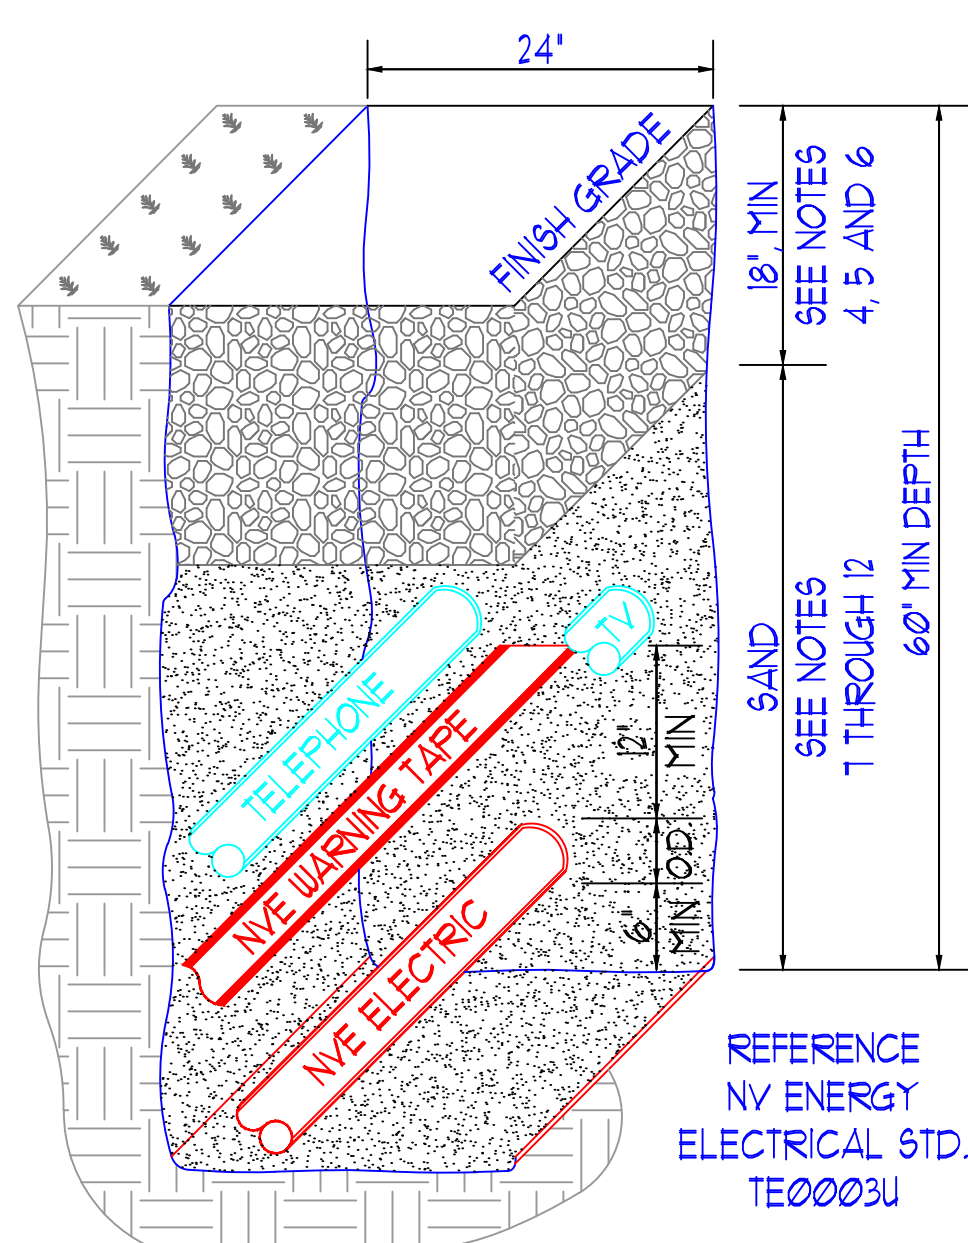 24"
FINISH GRADE
18", MIN
SEE NOTES
4, 5 AND 6
60" MIN DEPTH
SAND
SEE NOTES
7 THROUGH 12
TV
TELEPHONE
NVE WARNING TAPE
12"
MIN
OD
NVE ELECTRIC
6"
MIN
REFERENCE
NV ENERGY
ELECTRICAL STD.
TE0003U